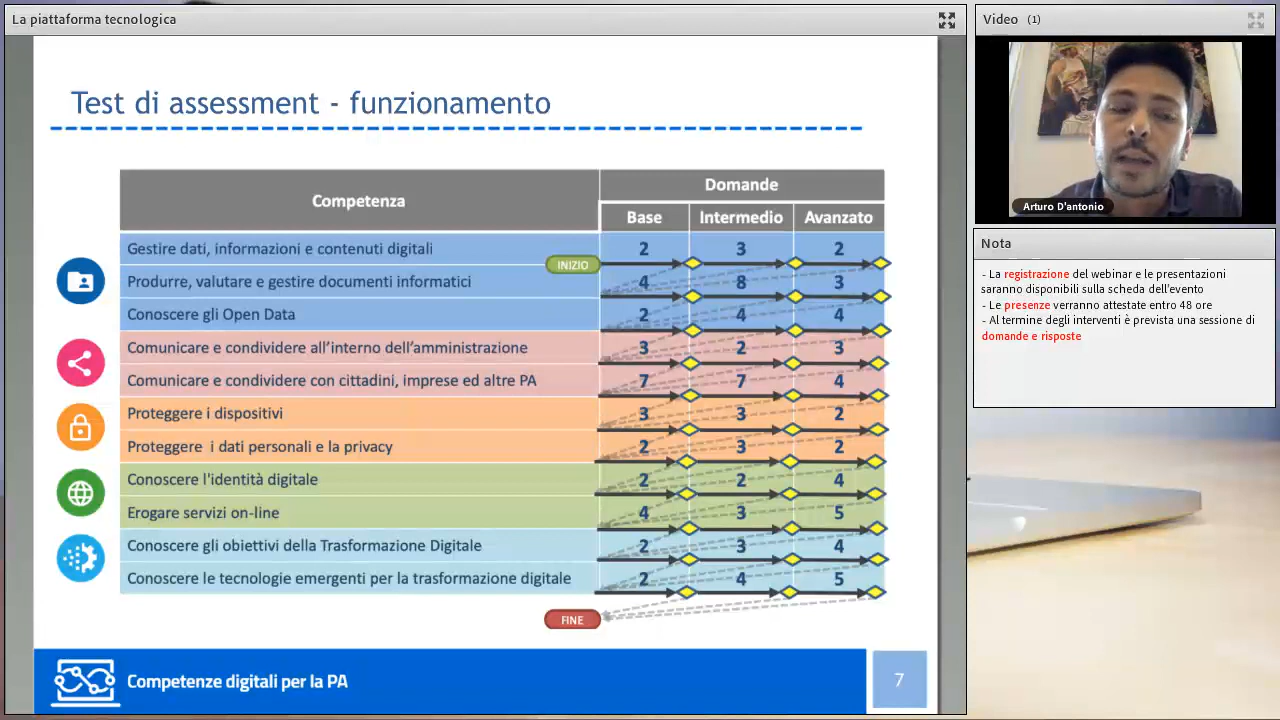 La piattaforma tecnologica
Test di assessment - funzionamento
Competenza
Domande
Base Intermedio Avanzato
Gestire dati, informazioni e contenuti digitali 2 3 2
INIZIO
Produrre, valutare e gestire documenti informatici 4 8 3
Conoscere gli Open Data 2 4 4
Comunicare e condividere all'interno dell'amministrazione 3 2 3
Comunicare e condividere con cittadini, imprese ed altre PA 7 7 4
Proteggere i dispositivi 3 3 2
Proteggere i dati personali e la privacy 2 3 2
Conoscere l'identità digitale 2 2 4
Erogare servizi on-line 4 3 5
Conoscere gli obiettivi della Trasformazione Digitale 2 3 4
Conoscere le tecnologie emergenti per la trasformazione digitale 2 4 5
FINE
Competenze digitali per la PA
7
Video (1)
Arturo D'antonio
Nota
- La registrazione del webinar e le presentazioni
saranno disponibili sulla scheda dell'evento
- Le presenze verranno attestate entro 48 ore
- Al termine degli interventi è prevista una sessione di
domande e risposte